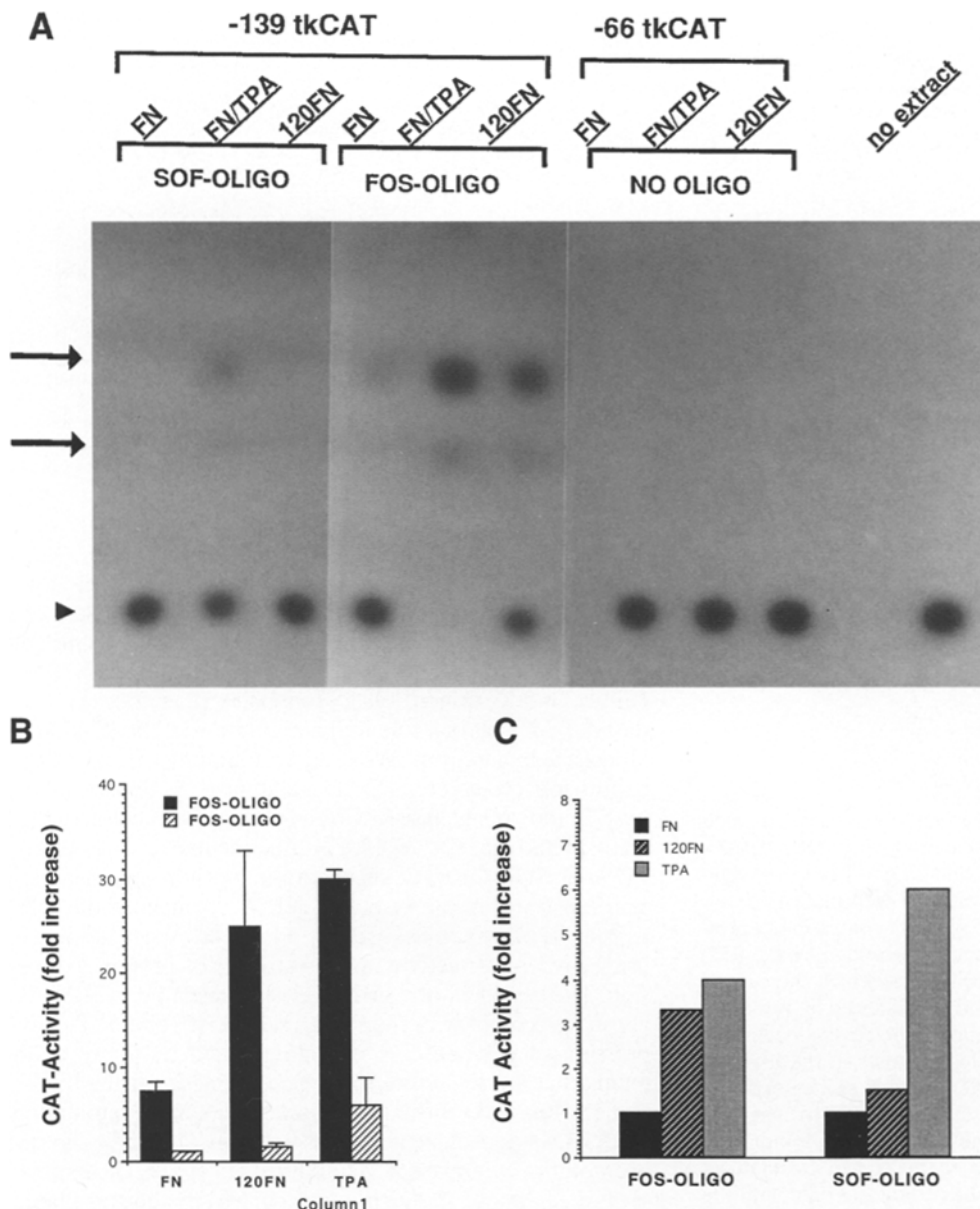 A
-139 tkCAT
-66 tkCAT
FN
FN/TPA
120FN
FN
FN/TPA
120FN
FN
FN/TPA
120FN
no extract
SOF-OLIGO
FOS-OLIGO
NO OLIGO
B
CAT-Activity (fold increase)
40
30
20
10
0
FOS-OLIGO
FOS-OLIGO
FN
120FN
TPA
Column1
C
CAT Activity (fold increase)
8
7
6
5
4
3
2
1
0
FN
120FN
TPA
FOS-OLIGO
SOF-OLIGO